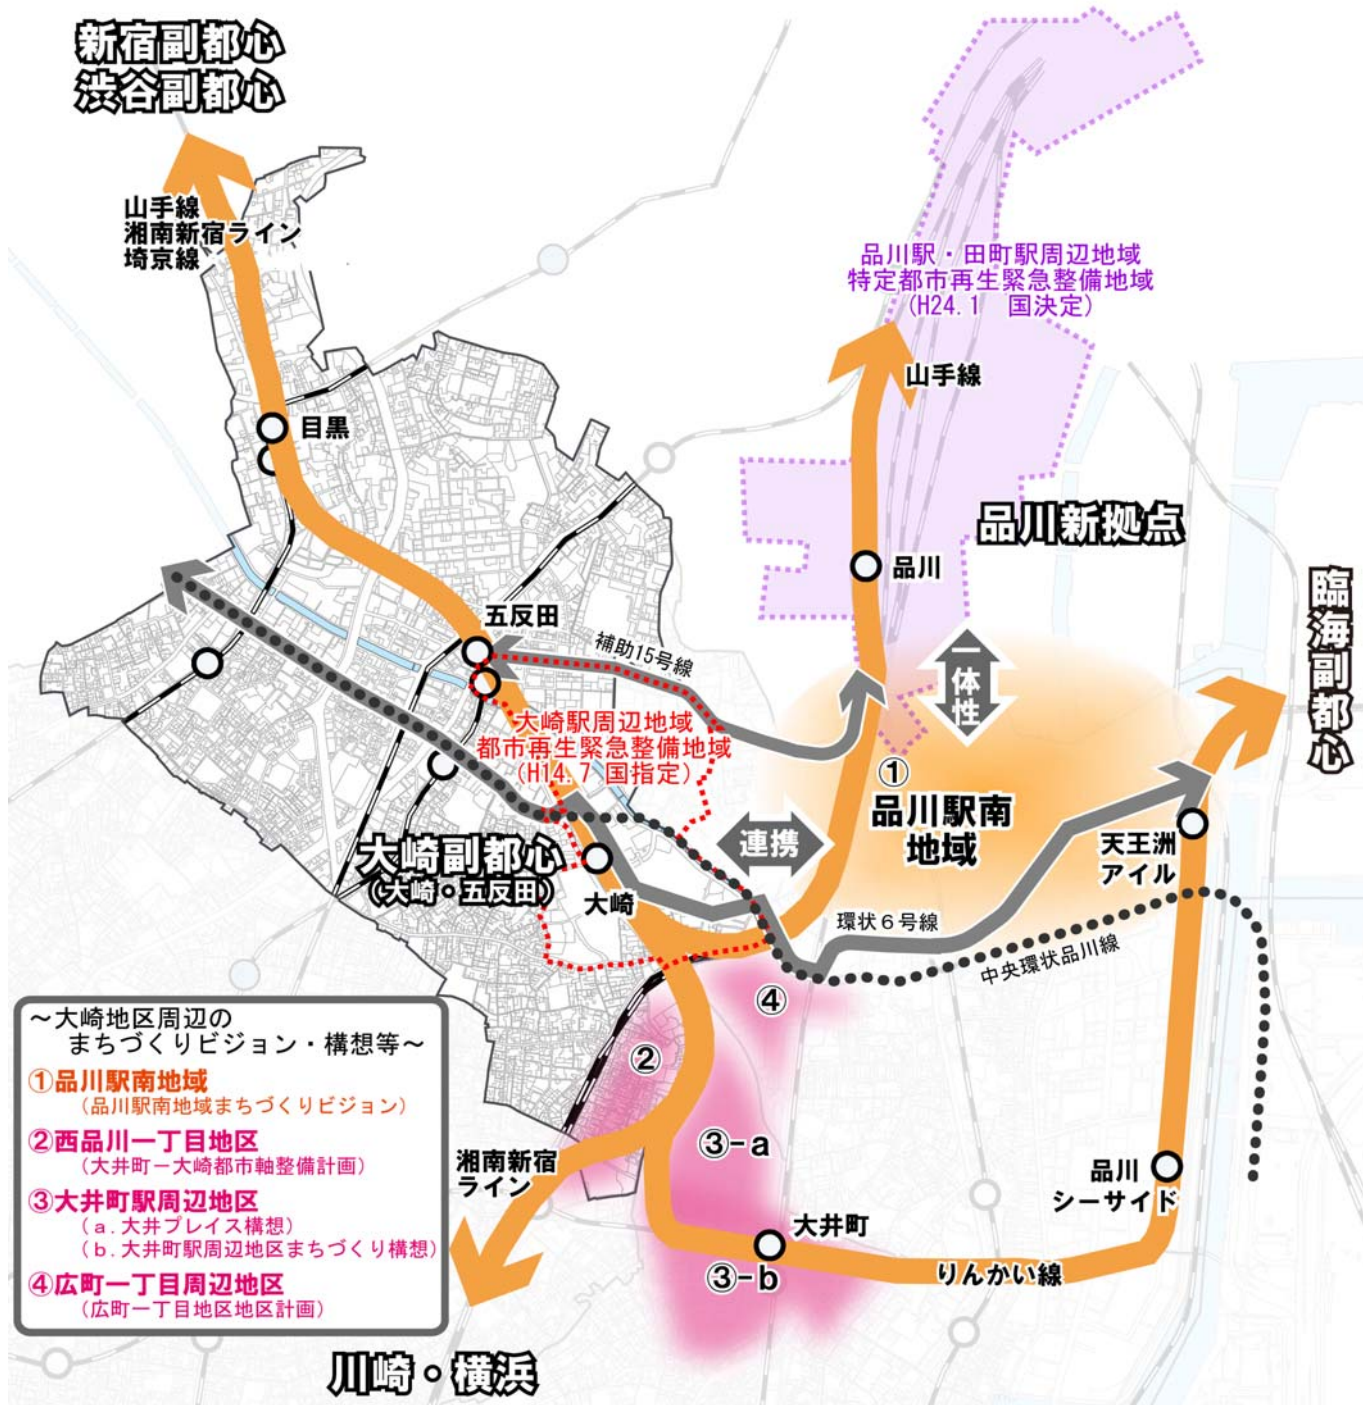 新宿副都心
渋谷副都心
山手線
湘南新宿ライン
埼京線
品川駅・田町駅周辺地域
特定都市再生緊急整備地域
(H24.1　国決定)
山手線
目黒
品川新拠点
品川
臨海副都心
五反田
補助15号線
一体性
大崎駅周辺地域
都市再生緊急整備地域
(H14.7 国指定)
①
品川駅南
地域
連携
天王洲
アイル
大崎副都心
(大崎・五反田)
大崎
環状６号線
中央環状品川線
④
②
③-a
～大崎地区周辺の
まちづくりビジョン・構想等～
①品川駅南地域
（品川駅南地域まちづくりビジョン）
②西品川一丁目地区
（大井町－大崎都市軸整備計画）
③大井町駅周辺地区
（ａ.大井プレイス構想）
（ｂ.大井町駅周辺地区まちづくり構想）
④広町一丁目周辺地区
（広町一丁目地区地区計画）
湘南新宿
ライン
品川
シーサイド
大井町
③-b
りんかい線
川崎・横浜